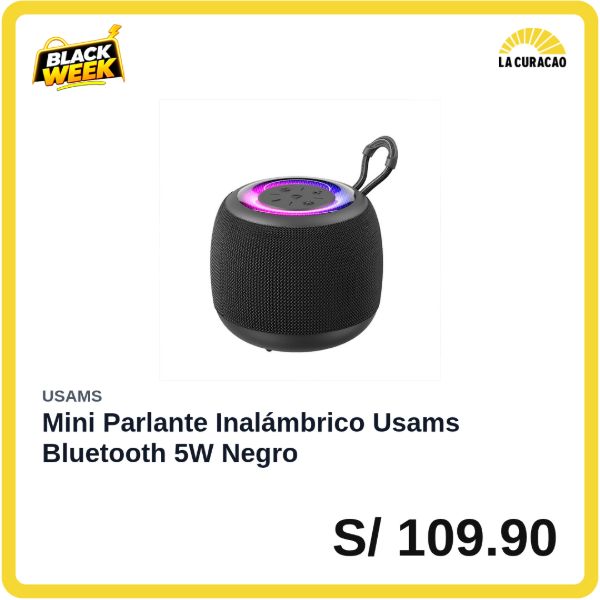 BLACK
WEEK
LA CURACAO
USAMS
Mini Parlante Inalámbrico Usams
Bluetooth 5W Negro
S/ 109.90